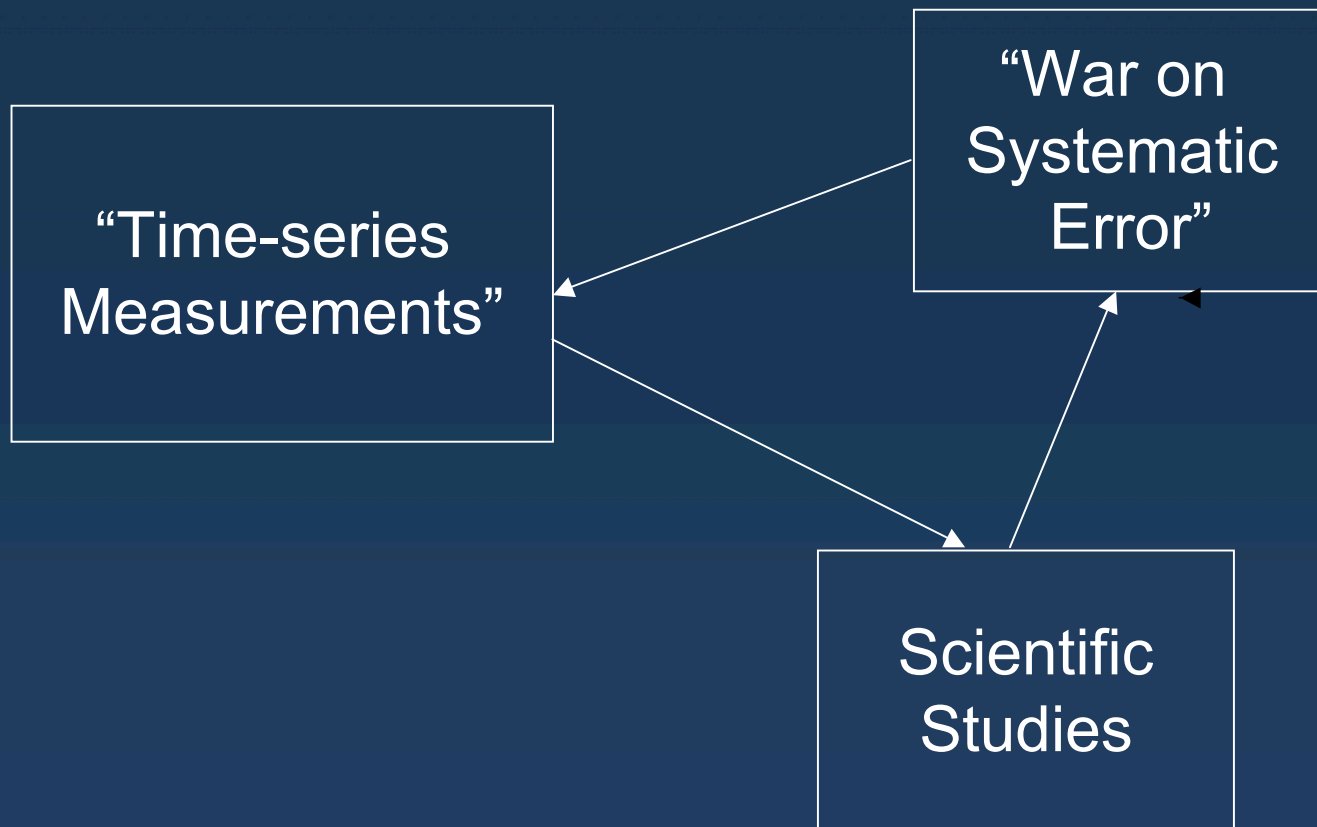 “War on
Systematic
Error”
“Time-series
Measurements”
Scientific
Studies